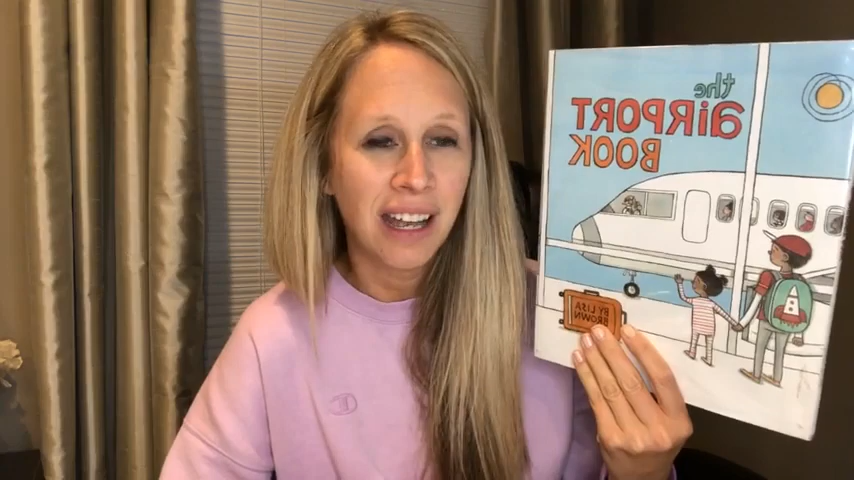 the
AiRPORT
BOOK
BY LISA
BROWN